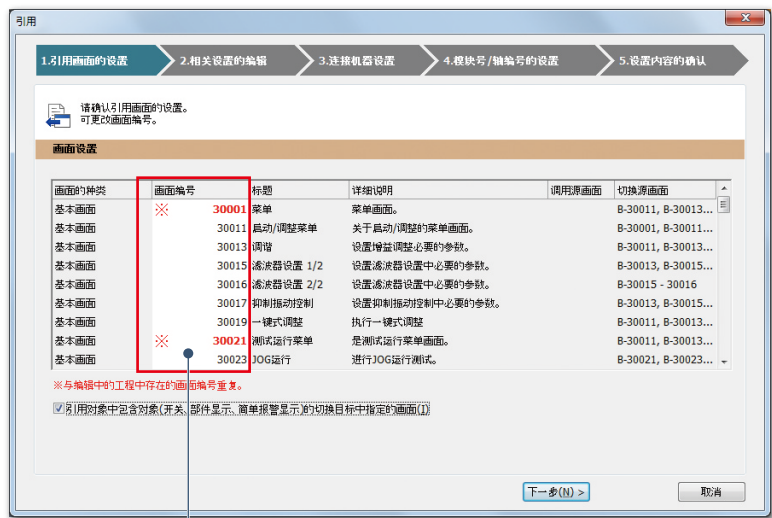 引用
1.引用画面的设置 2.相关设置的编辑 3.连接机器设置 4.模块号/轴编号的设置 5.设置内容的确认
请确认引用画面的设置。
可更改画面编号。
画面设置
画面的种类 画面编号 标题 详细说明 调用源画面 切换源画面
基本画面 ※ 30001 菜单 菜单画面。 B-30011, B-30013...
基本画面 30011 启动/调整菜单 关于启动/调整的菜单画面。 B-30001, B-30011...
基本画面 30013 调谐 设置增益调整必要的参数。 B-30011, B-30013...
基本画面 30015 滤波器设置 1/2 设置滤波器设置中必要的参数。 B-30013, B-30015...
基本画面 30016 滤波器设置 2/2 设置滤波器设置中必要的参数。 B-30015 - 30016
基本画面 30017 抑制振动控制 设置抑制振动控制中必要的参数。 B-30013, B-30015...
基本画面 30019 一键式调整 执行一键式调整 B-30011, B-30013...
基本画面 ※ 30021 测试运行菜单 是测试运行菜单画面。 B-30011, B-30013...
基本画面 30023 JOG运行 进行JOG运行测试。 B-30021, B-30023...
※与编辑中的工程中存在的画面编号重复。
引用对象中包含对象(开关、部件显示、简单报警显示)的切换目标中指定的画面(I)
下一步(N) > 取消